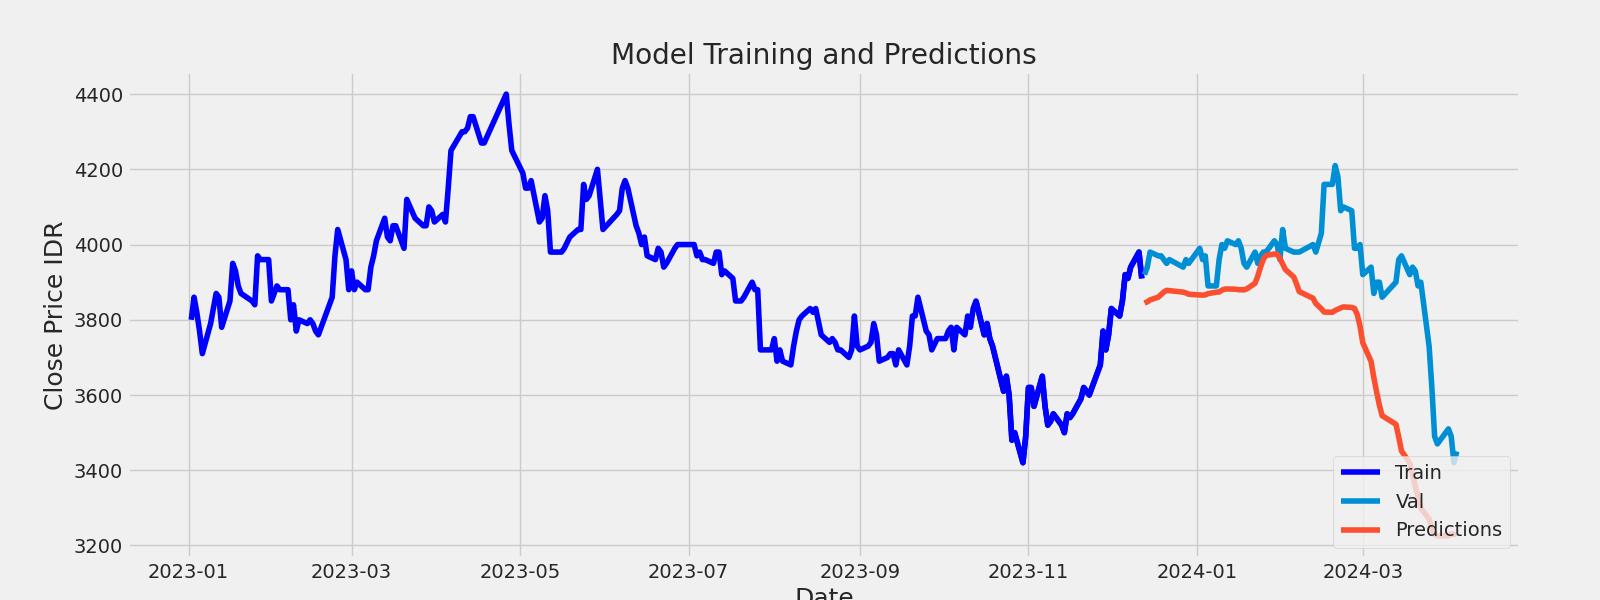 Model Training and Predictions
Close Price IDR
4400
4200
4000
3800
3600
3400
3200
2023-01 2023-03 2023-05 2023-07 2023-09 2023-11 2024-01 2024-03
Date
Train
Val
Predictions